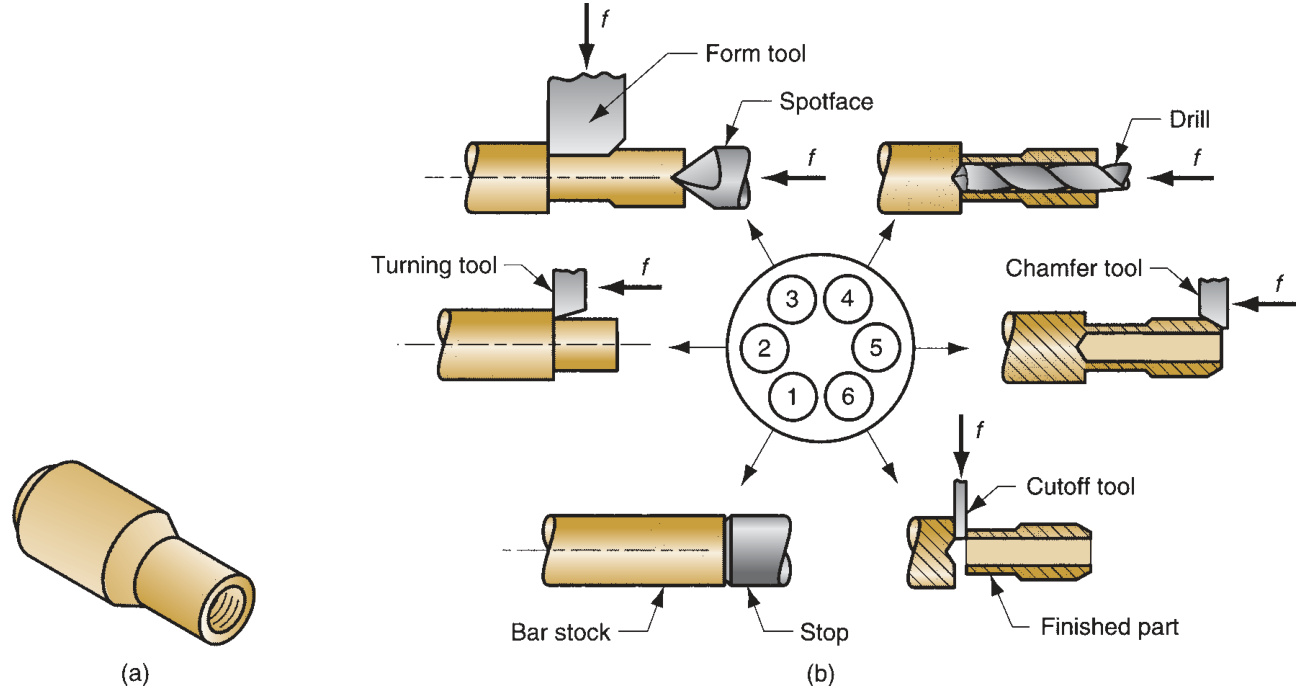 f
Form tool
Spotface
f
Drill
f
Turning tool
f
Chamfer tool
f
3
4
2
5
1
6
f
Cutoff tool
Bar stock
Stop
Finished part
(a)
(b)